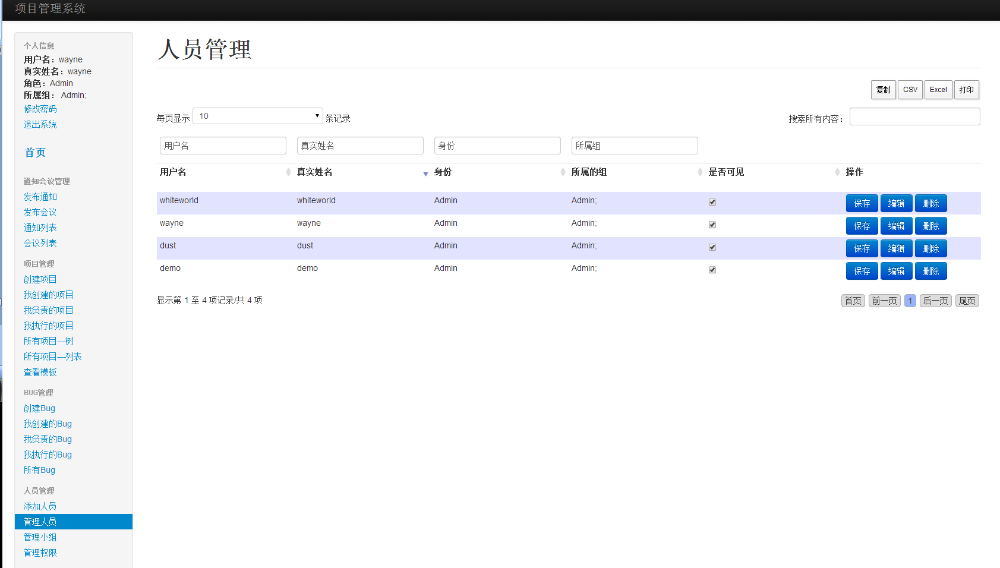 项目管理系统
个人信息
用户名：wayne
真实姓名：wayne
角色：Admin
所属组： Admin;
修改密码
退出系统
首页
通知会议管理
发布通知
发布会议
通知列表
会议列表
项目管理
创建项目
我创建的项目
我负责的项目
我执行的项目
所有项目—树
所有项目—列表
查看模板
BUG管理
创建Bug
我创建的Bug
我负责的Bug
我执行的Bug
所有Bug
人员管理
添加人员
管理人员
管理小组
管理权限
人员管理
复制 CSV Excel 打印
每页显示 10 条记录 搜索所有内容：
用户名 真实姓名 身份 所属组
用户名 真实姓名 身份 所属的组 是否可见 操作
whiteworld whiteworld Admin Admin; 保存 编辑 删除
wayne wayne Admin Admin; 保存 编辑 删除
dust dust Admin Admin; 保存 编辑 删除
demo demo Admin Admin; 保存 编辑 删除
显示第 1 至 4 项记录/共 4 项 首页 前一页 1 后一页 尾页